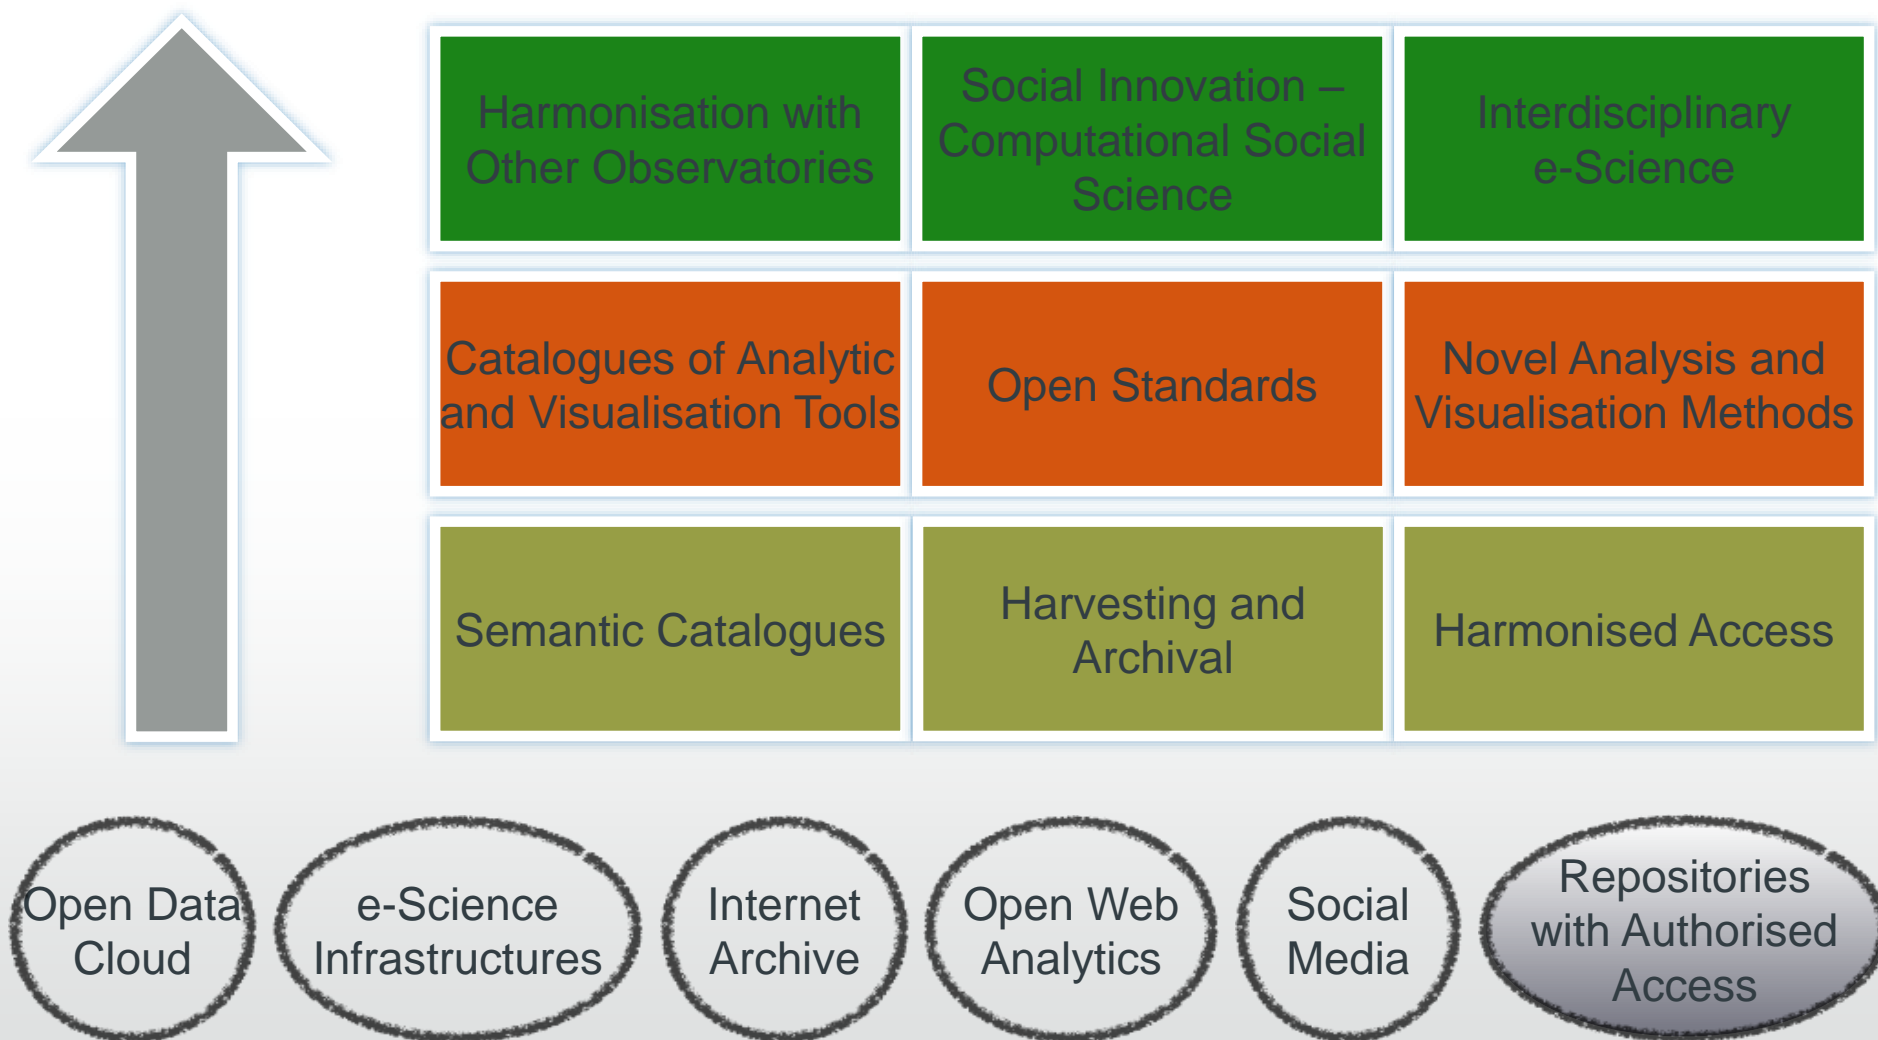 Harmonisation with
Other Observatories
Social Innovation –
Computational Social
Science
Interdisciplinary
e-Science
Catalogues of Analytic
and Visualisation Tools
Open Standards
Novel Analysis and
Visualisation Methods
Semantic Catalogues
Harvesting and
Archival
Harmonised Access
Open Data
Cloud
e-Science
Infrastructures
Internet
Archive
Open Web
Analytics
Social
Media
Repositories
with Authorised
Access